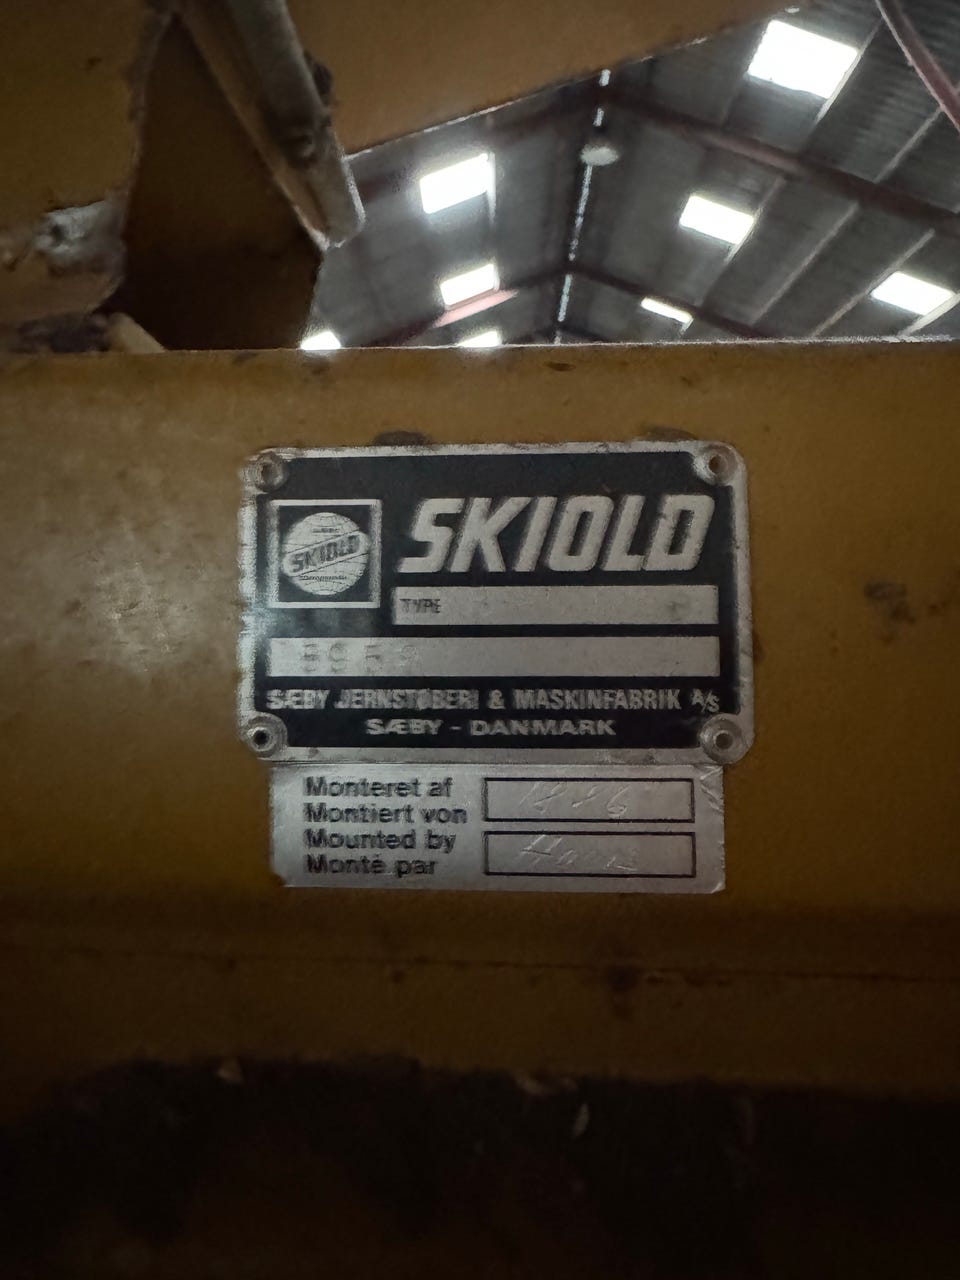 SKIOLD
SKIOLD
TYPE
SÆBY JERNSTØBERI & MASKINFABRIK A/S
SÆBY - DANMARK
Monteret af
Montiert von
Mounted by
Monté par